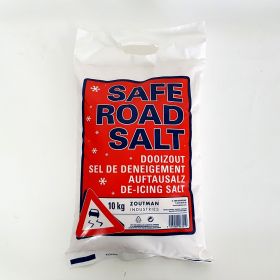 SAFE
ROAD
SALT
DOOIZOUT
SEL DE DENEIGEMENT
AUFTAUSALZ
DE-ICING SALT
10 kg
ZOUTMAN
INDUSTRIES